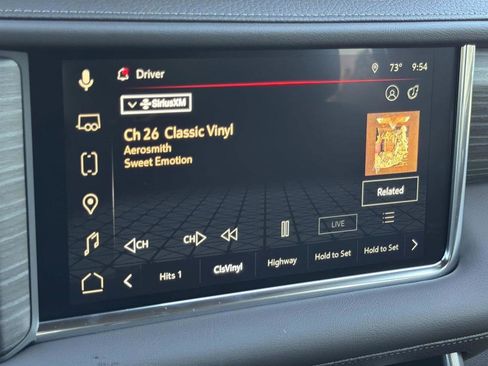 Driver
73° 9:54
SiriusXM
Ch 26 Classic Vinyl
Aerosmith
Sweet Emotion
Related
CH CH LIVE
Hits 1 ClsVinyl Highway Hold to Set Hold to Set